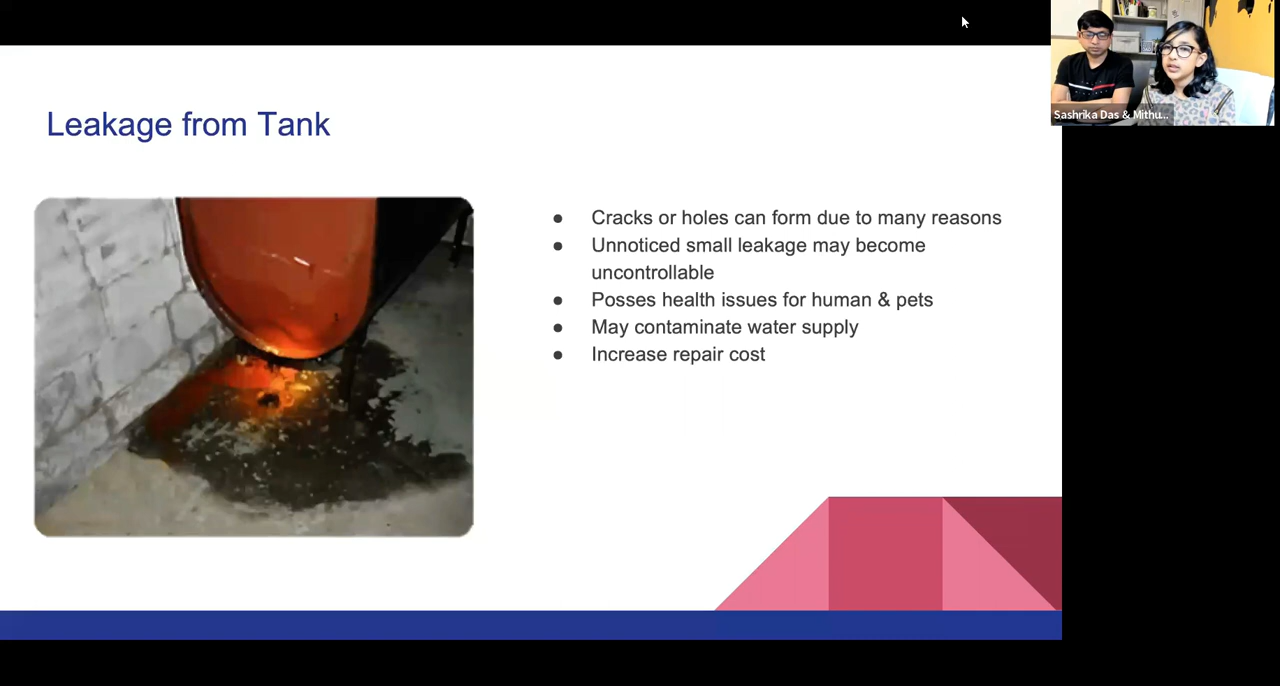 Leakage from Tank
● Cracks or holes can form due to many reasons
● Unnoticed small leakage may become
uncontrollable
● Posses health issues for human & pets
● May contaminate water supply
● Increase repair cost
Sashrika Das & Mithu...